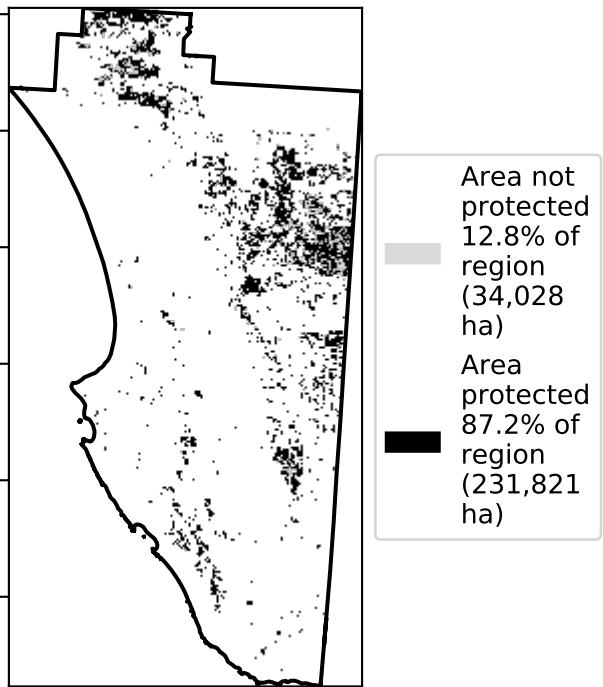 Area not
protected
12.8% of
region
(34,028
ha)
Area
protected
87.2% of
region
(231,821
ha)